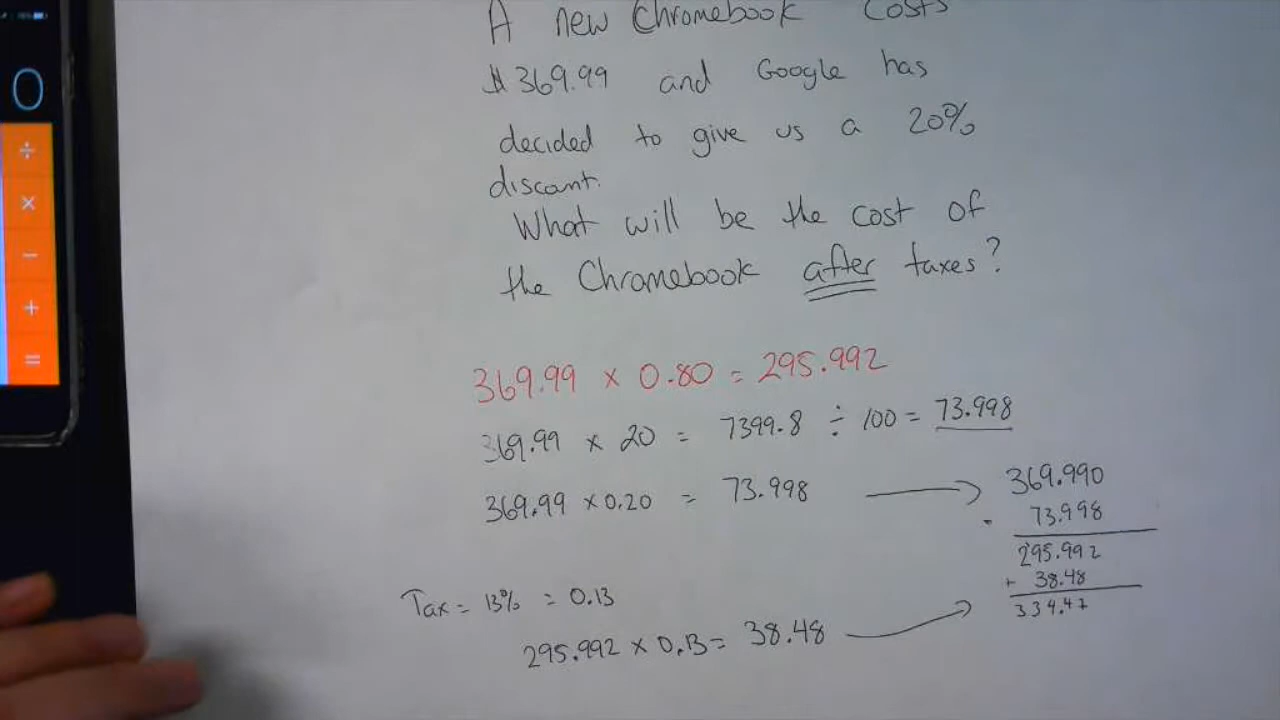 A new Chromebook costs
$369.99 and Google has
decided to give us a 20%
discount.
What will be the cost of
the Chromebook after taxes?
369.99 × 0.80 = 295.992
369.99 × 20 = 7399.8 ÷ 100 = 73.998
369.99 × 0.20 = 73.998
369.990
- 73.998
295.992
+ 38.48
334.47
Tax = 13% = 0.13
295.992 × 0.13 = 38.48
0
÷
×
−
+
=